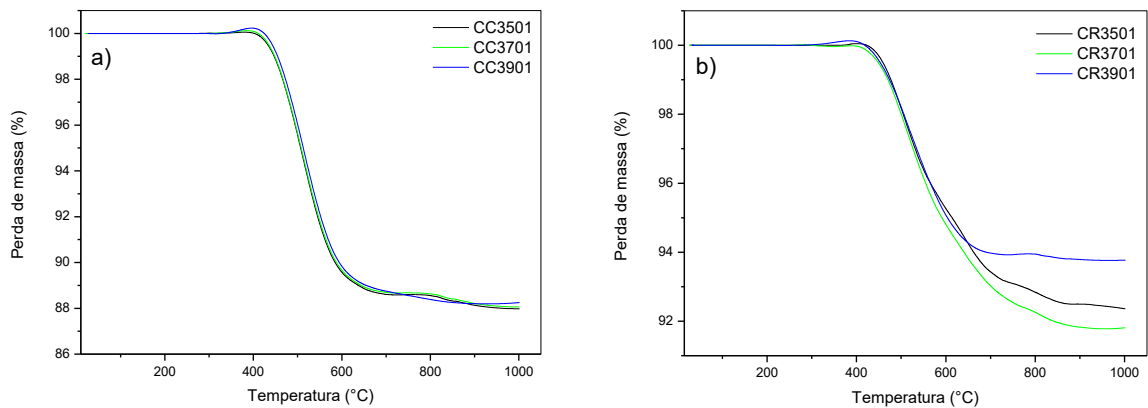 a)
CC3501
CC3701
CC3901
Perda de massa (%)
100
98
96
94
92
90
88
86
200 400 600 800 1000
Temperatura (°C)
b)
CR3501
CR3701
CR3901
Perda de massa (%)
100
98
96
94
92
200 400 600 800 1000
Temperatura (°C)